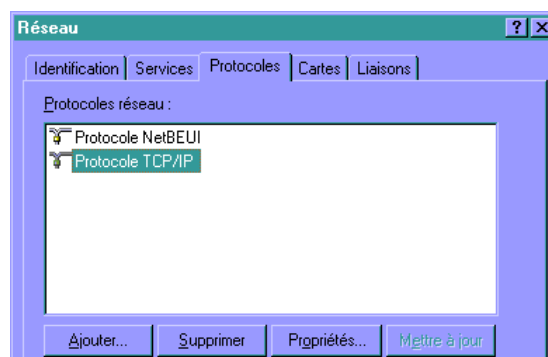 Réseau
Identification Services Protocoles Cartes Liaisons
Protocoles réseau :
Protocole NetBEUI
Protocole TCP/IP
Ajouter... Supprimer Propriétés... Mettre à jour